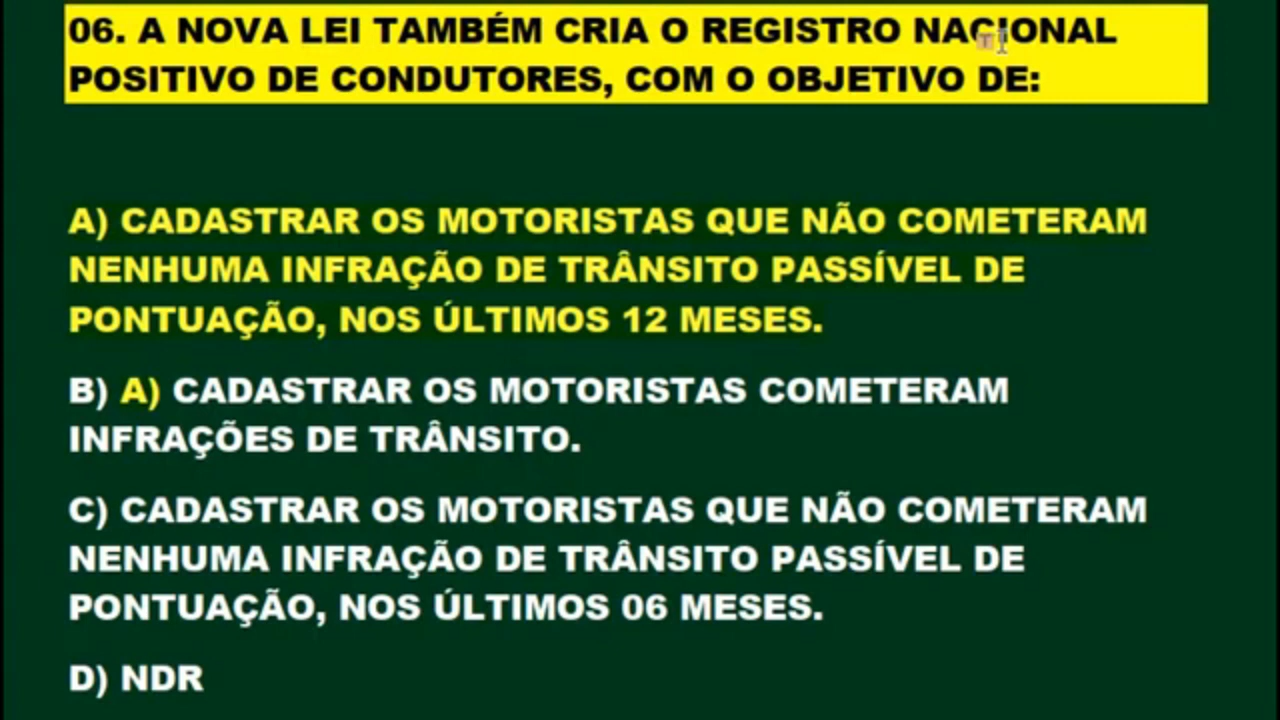 06. A NOVA LEI TAMBÉM CRIA O REGISTRO NACIONAL
POSITIVO DE CONDUTORES, COM O OBJETIVO DE:
A) CADASTRAR OS MOTORISTAS QUE NÃO COMETERAM
NENHUMA INFRAÇÃO DE TRÂNSITO PASSÍVEL DE
PONTUAÇÃO, NOS ÚLTIMOS 12 MESES.
B) A) CADASTRAR OS MOTORISTAS COMETERAM
INFRAÇÕES DE TRÂNSITO.
C) CADASTRAR OS MOTORISTAS QUE NÃO COMETERAM
NENHUMA INFRAÇÃO DE TRÂNSITO PASSÍVEL DE
PONTUAÇÃO, NOS ÚLTIMOS 06 MESES.
D) NDR